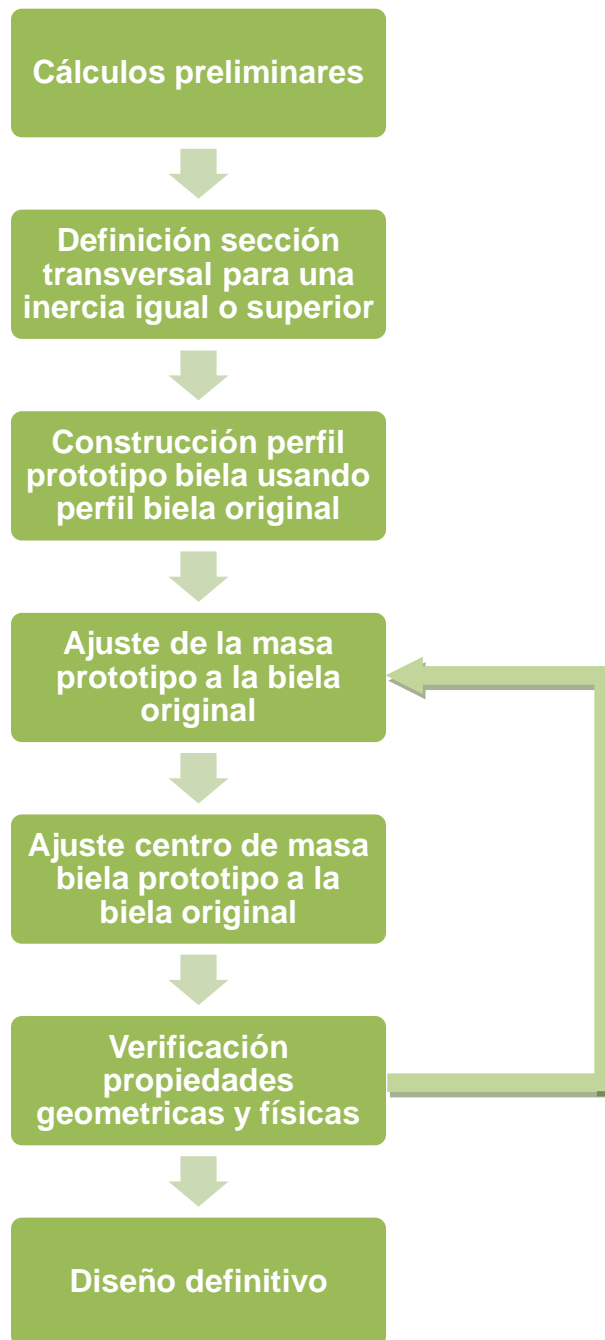 Cálculos preliminares
Definición sección
transversal para una
inercia igual o superior
Construcción perfil
prototipo biela usando
perfil biela original
Ajuste de la masa
prototipo a la biela
original
Ajuste centro de masa
biela prototipo a la
biela original
Verificación
propiedades
geometricas y físicas
Diseño definitivo